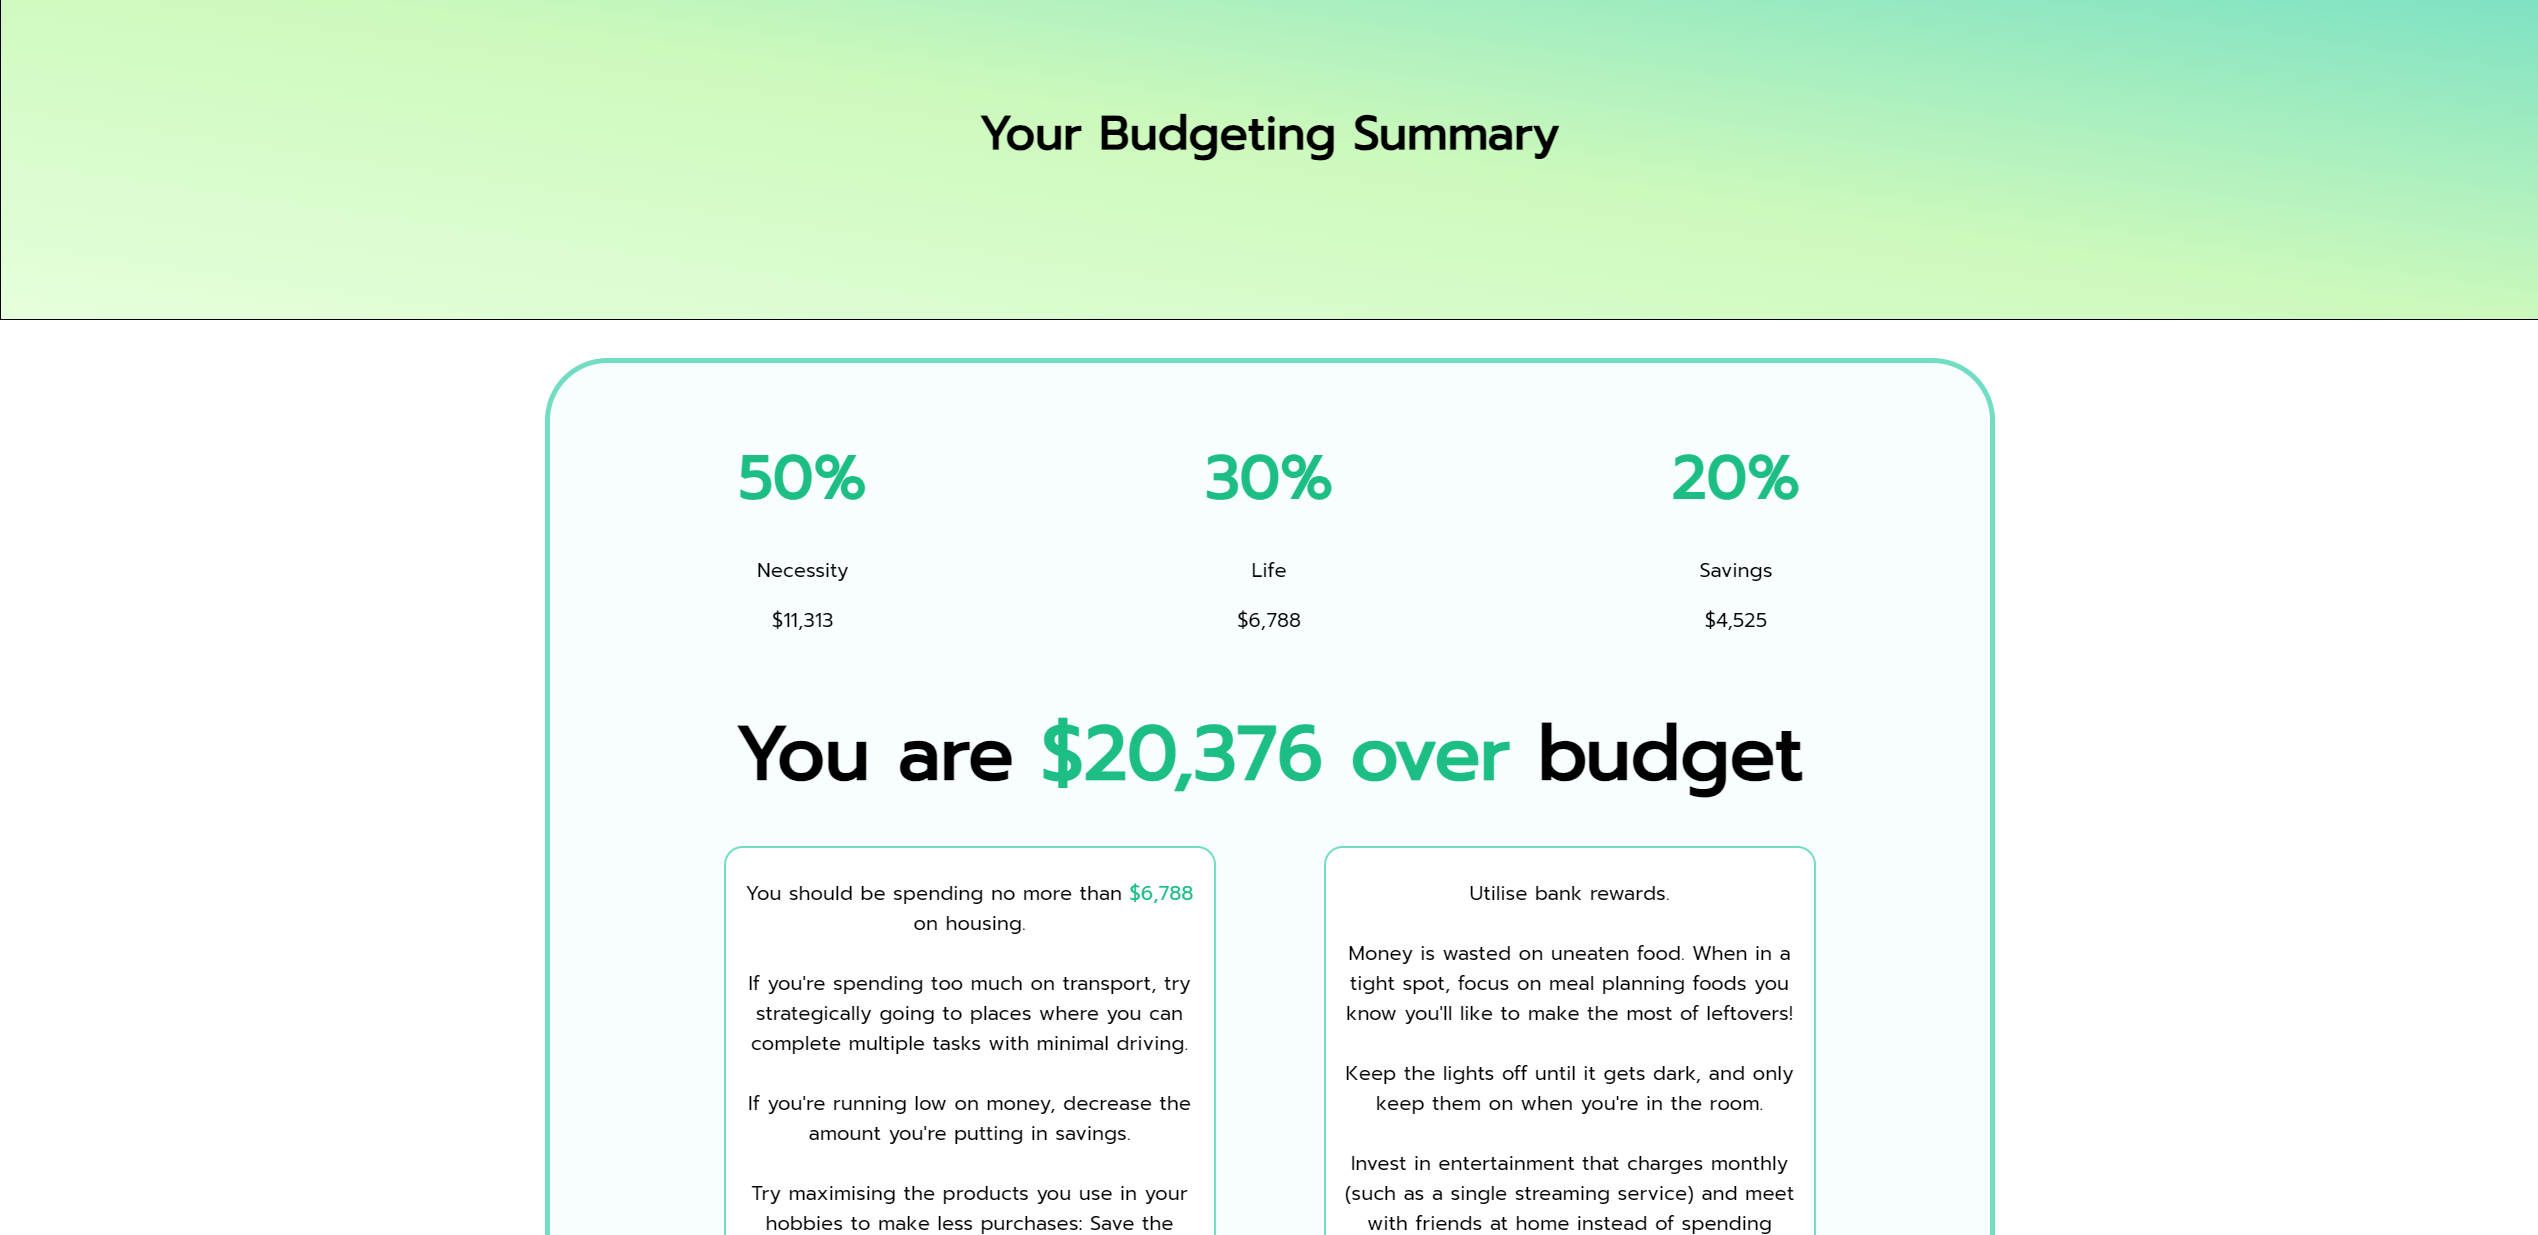 Your Budgeting Summary
50%
30%
20%
Necessity
Life
Savings
$11,313
$6,788
$4,525
You are $20,376 over budget
You should be spending no more than $6,788
on housing.
If you're spending too much on transport, try
strategically going to places where you can
complete multiple tasks with minimal driving.
If you're running low on money, decrease the
amount you're putting in savings.
Try maximising the products you use in your
hobbies to make less purchases: Save the
Utilise bank rewards.
Money is wasted on uneaten food. When in a
tight spot, focus on meal planning foods you
know you'll like to make the most of leftovers!
Keep the lights off until it gets dark, and only
keep them on when you're in the room.
Invest in entertainment that charges monthly
(such as a single streaming service) and meet
with friends at home instead of spending